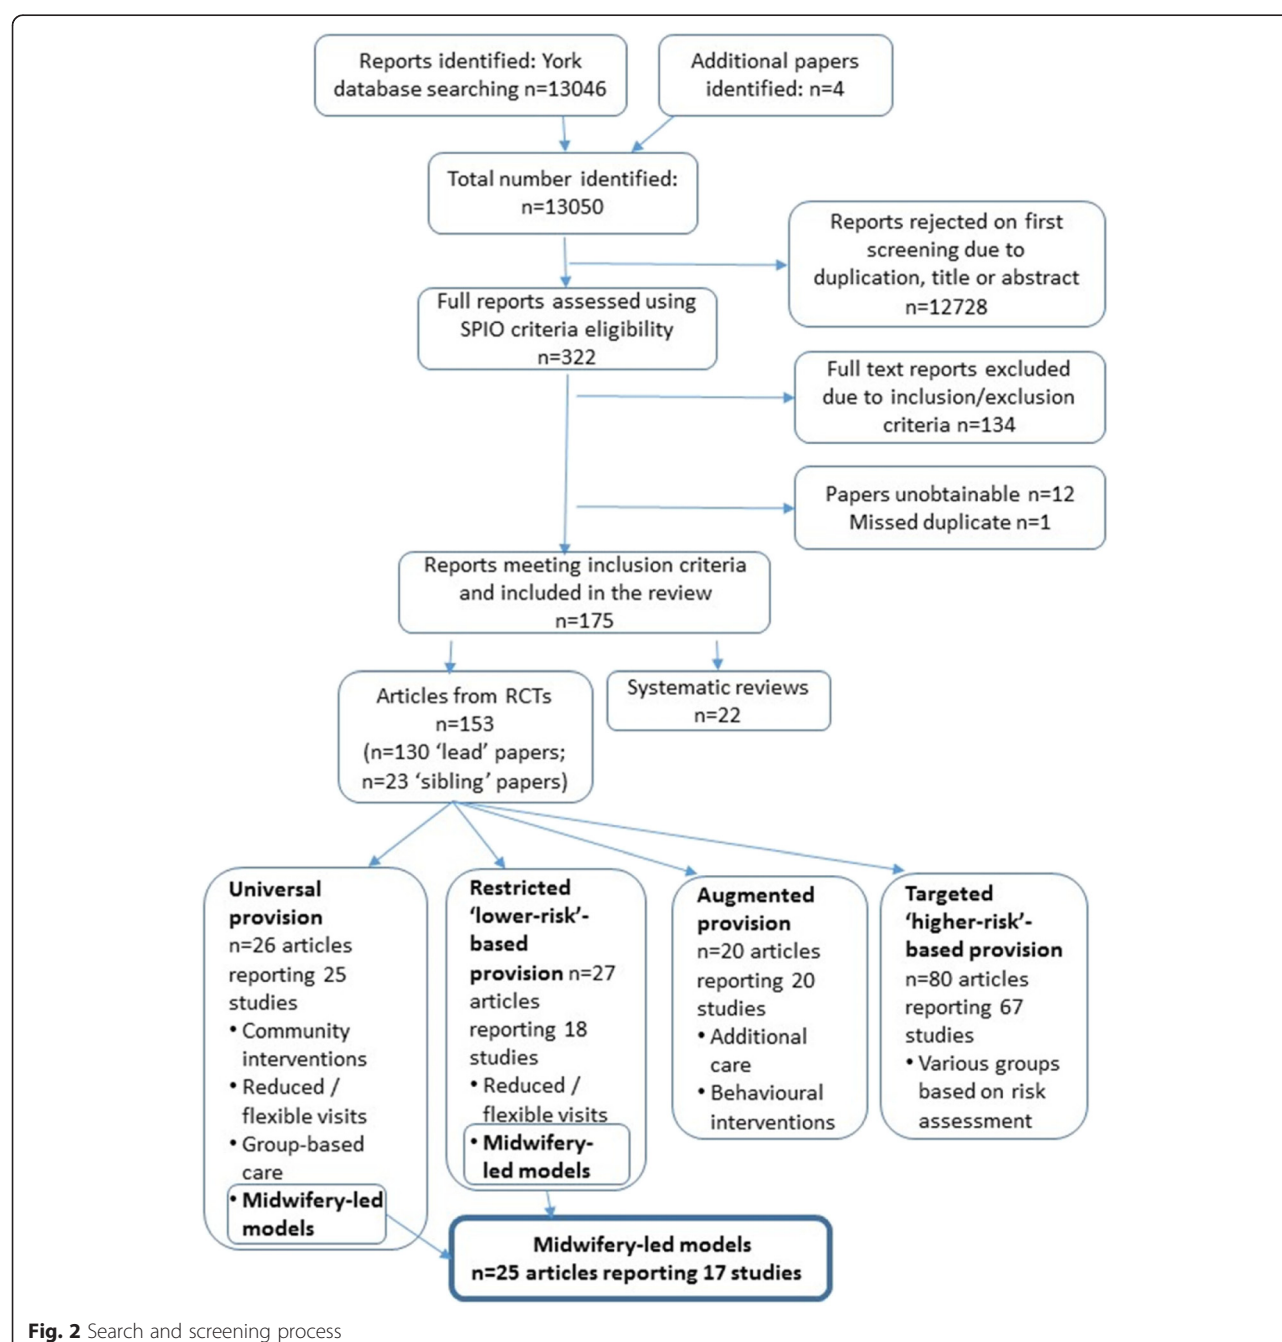 Reports identified: York
database searching n=13046
Additional papers
identified: n=4
Total number identified:
n=13050
Reports rejected on first
screening due to
duplication, title or abstract
n=12728
Full reports assessed using
SPIO criteria eligibility
n=322
Full text reports excluded
due to inclusion/exclusion
criteria n=134
Papers unobtainable n=12
Missed duplicate n=1
Reports meeting inclusion criteria
and included in the review
n=175
Articles from RCTs
n=153
(n=130 ‘lead’ papers;
n=23 ‘sibling’ papers)
Systematic reviews
n=22
Universal
provision
n=26 articles
reporting 25
studies
• Community
interventions
• Reduced /
flexible visits
• Group-based
care
• Midwifery-led
models
Restricted
‘lower-risk’-
based
provision n=27
articles
reporting 18
studies
• Reduced /
flexible visits
• Midwifery-
led models
Augmented
provision
n=20 articles
reporting 20
studies
• Additional
care
• Behavioural
interventions
Targeted
‘higher-risk’-
based provision
n=80 articles
reporting 67
studies
• Various groups
based on risk
assessment
Midwifery-led models
n=25 articles reporting 17 studies
Fig. 2 Search and screening process